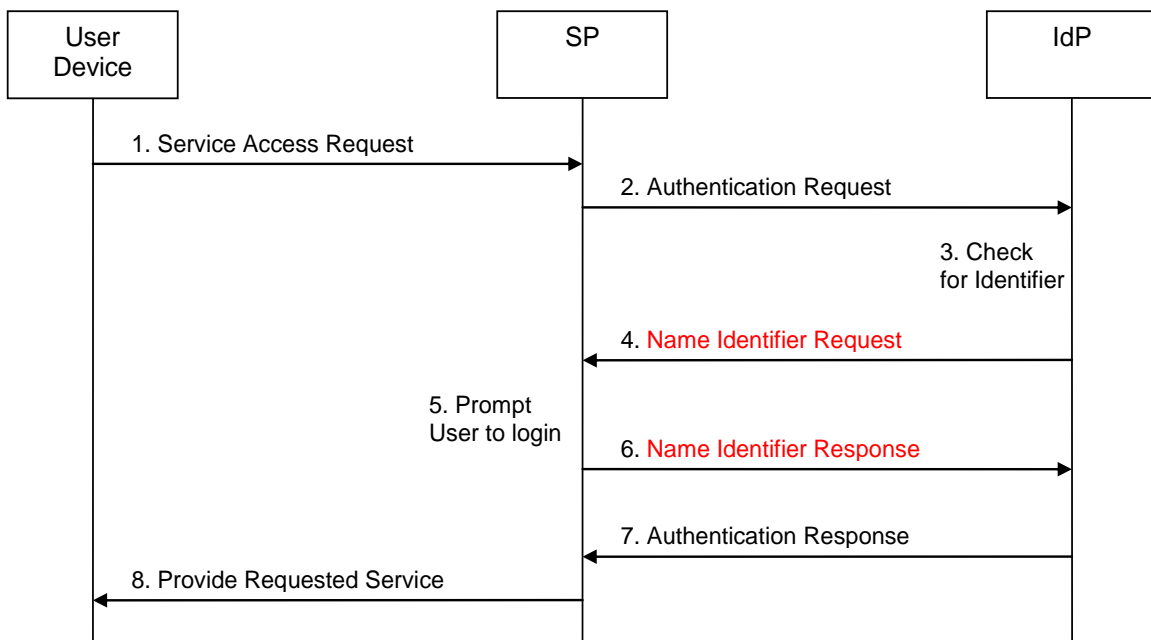 User
Device
SP
IdP
1. Service Access Request
2. Authentication Request
3. Check
for Identifier
4. Name Identifier Request
5. Prompt
User to login
6. Name Identifier Response
7. Authentication Response
8. Provide Requested Service